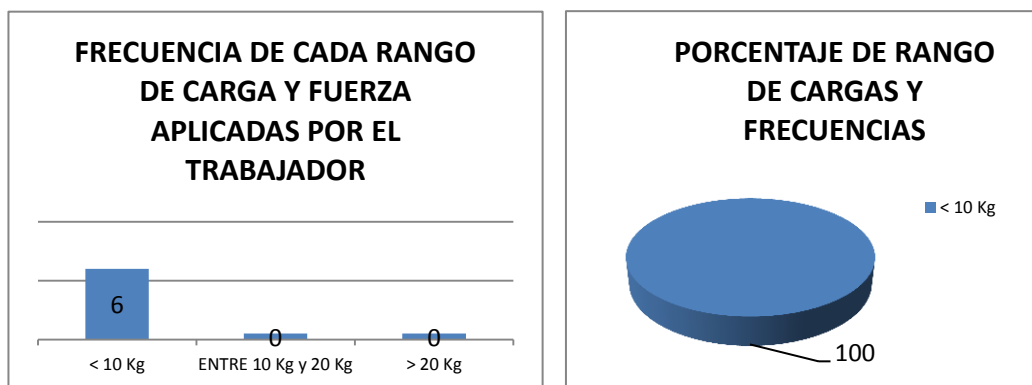 FRECUENCIA DE CADA RANGO
DE CARGA Y FUERZA
APLICADAS POR EL
TRABAJADOR
6
0
0
< 10 Kg
ENTRE 10 Kg y 20 Kg
> 20 Kg
PORCENTAJE DE RANGO
DE CARGAS Y
FRECUENCIAS
< 10 Kg
100